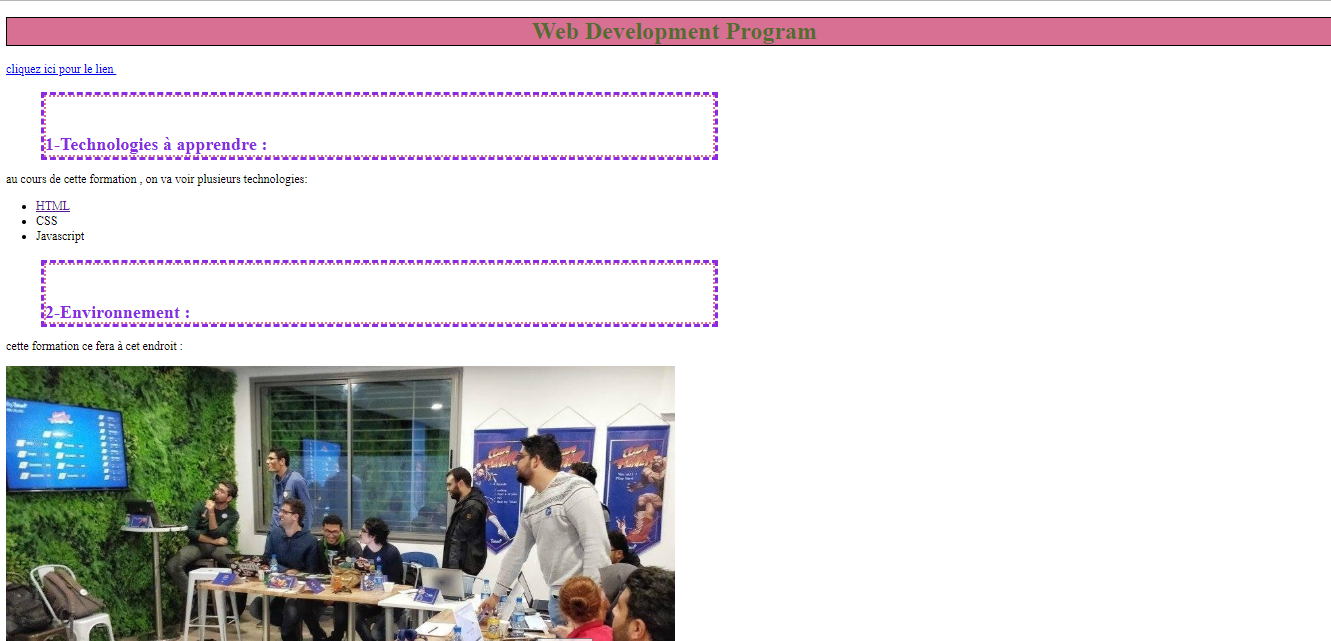 Web Development Program
cliquez ici pour le lien
1-Technologies à apprendre :
au cours de cette formation , on va voir plusieurs technologies:
HTML
CSS
Javascript
2-Environnement :
cette formation ce fera à cet endroit :